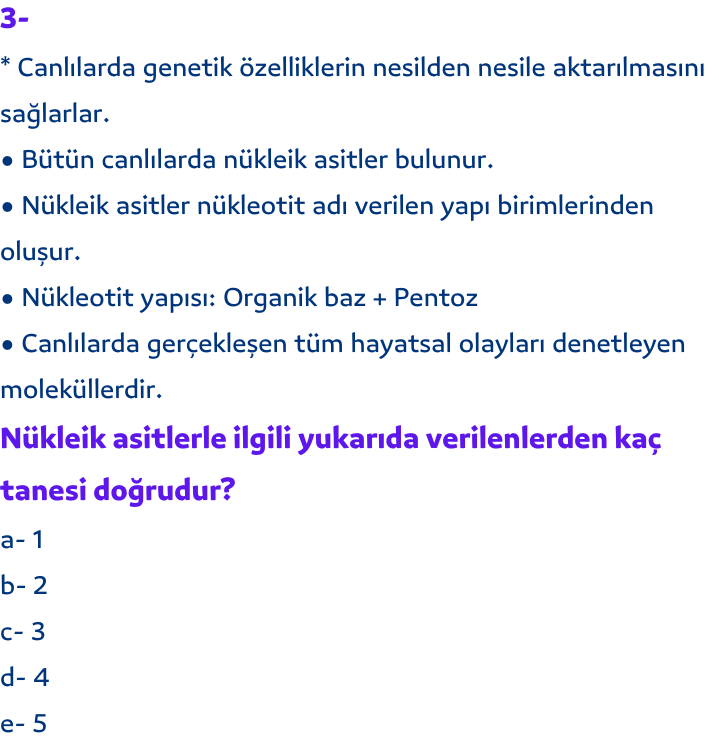 3-
* Canlılarda genetik özelliklerin nesilden nesile aktarılmasını
sağlarlar.
• Bütün canlılarda nükleik asitler bulunur.
• Nükleik asitler nükleotit adı verilen yapı birimlerinden
oluşur.
• Nükleotit yapısı: Organik baz + Pentoz
• Canlılarda gerçekleşen tüm hayatsal olayları denetleyen
moleküllerdir.
Nükleik asitlerle ilgili yukarıda verilenlerden kaç
tanesi doğrudur?
a- 1
b- 2
c- 3
d- 4
e- 5